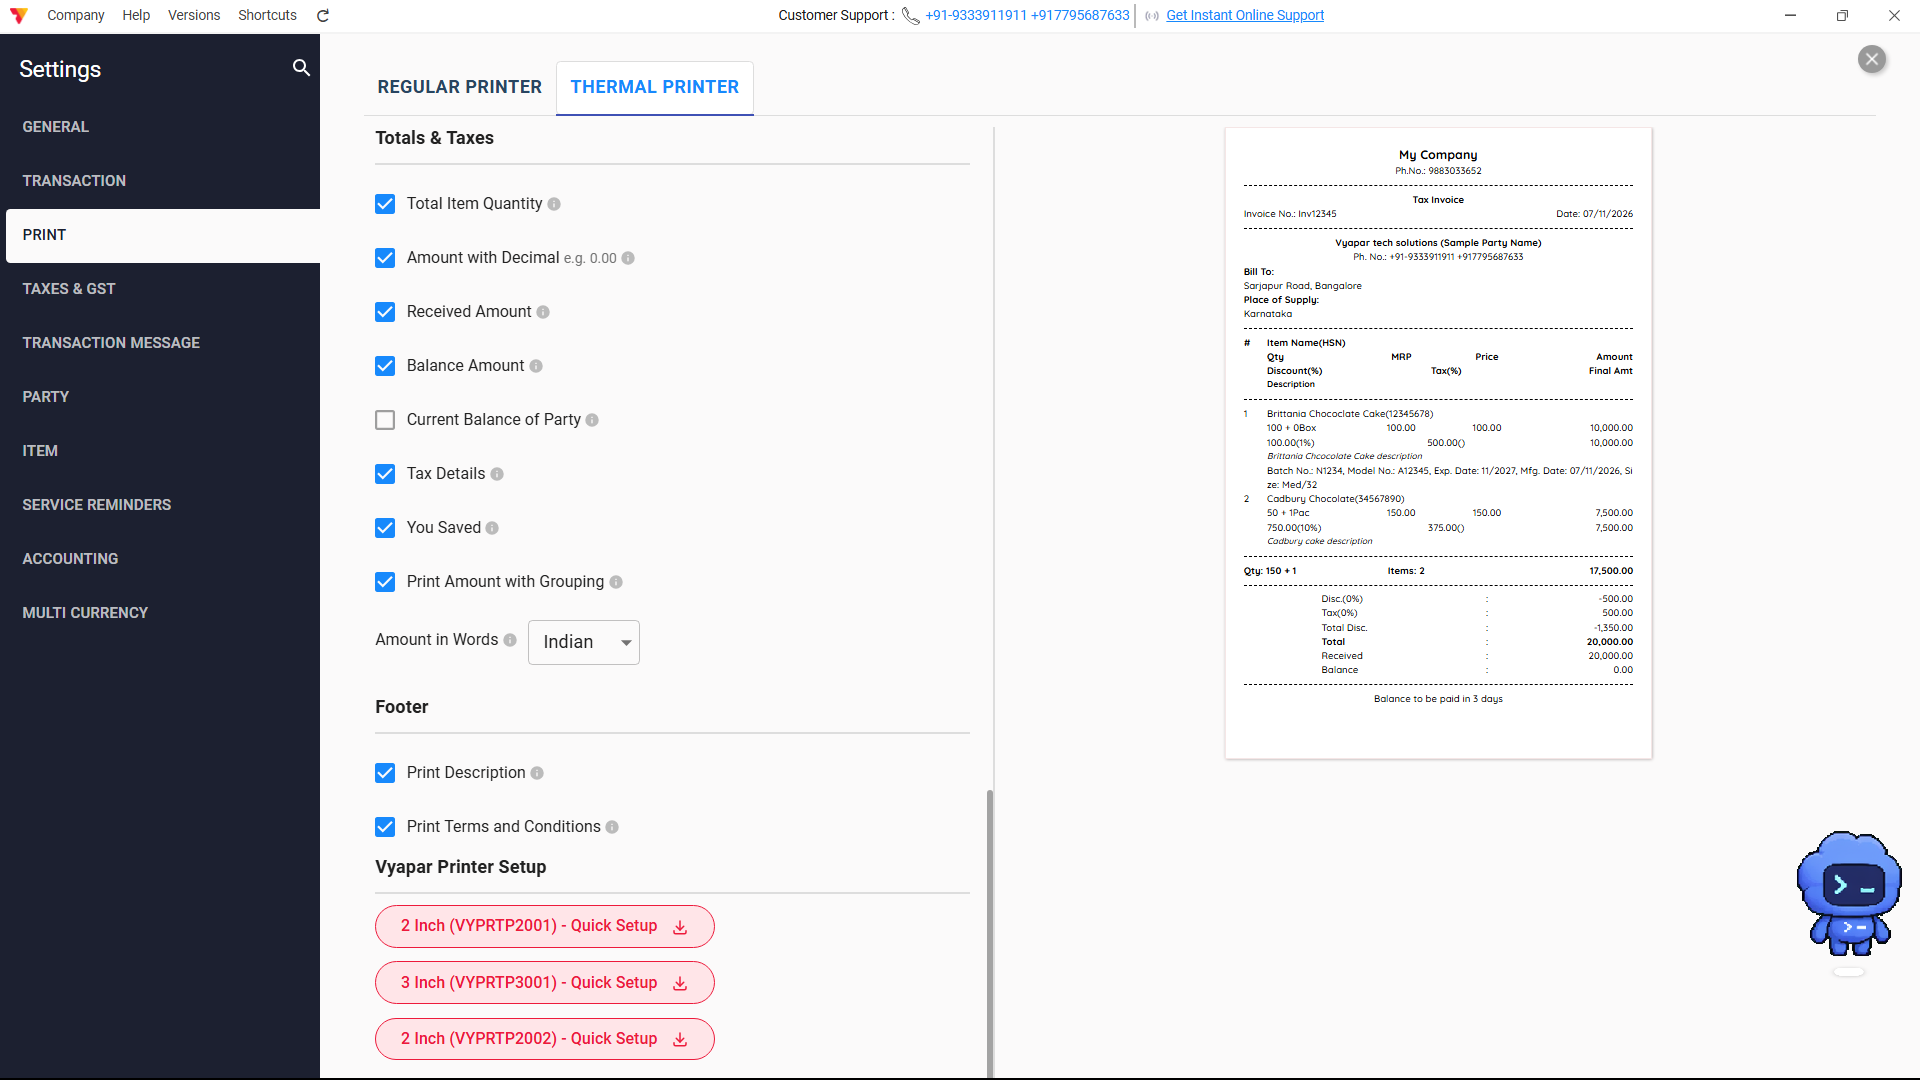 Company Help Versions Shortcuts
Customer Support : +91-9333911911 +917795687633 Get Instant Online Support
Settings
GENERAL
TRANSACTION
PRINT
TAXES & GST
TRANSACTION MESSAGE
PARTY
ITEM
SERVICE REMINDERS
ACCOUNTING
MULTI CURRENCY
REGULAR PRINTER THERMAL PRINTER
Totals & Taxes
Total Item Quantity
Amount with Decimal e.g. 0.00
Received Amount
Balance Amount
Current Balance of Party
Tax Details
You Saved
Print Amount with Grouping
Amount in Words Indian
Footer
Print Description
Print Terms and Conditions
Vyapar Printer Setup
2 Inch (VYPRTP2001) - Quick Setup
3 Inch (VYPRTP3001) - Quick Setup
2 Inch (VYPRTP2002) - Quick Setup
My Company
Ph.No.: 9883033652
Tax Invoice
Invoice No.: Inv12345 Date: 07/11/2026
Vyapar tech solutions (Sample Party Name)
Ph. No.: +91-9333911911 +917795687633
Bill To:
Sarjapur Road, Bangalore
Place of Supply:
Karnataka
# Item Name(HSN)
Qty MRP Price Amount
Discount(%) Tax(%) Final Amt
Description
1 Brittania Chococlate Cake(12345678)
100 + 0Box 100.00 100.00 10,000.00
100.00(1%) 500.00() 10,000.00
Brittania Chcocolate Cake description
Batch No.: N1234, Model No.: A12345, Exp. Date: 11/2027, Mfg. Date: 07/11/2026, Si
ze: Med/32
2 Cadbury Chocolate(34567890)
50 + 1Pac 150.00 150.00 7,500.00
750.00(10%) 375.00() 7,500.00
Cadbury cake description
Qty: 150 + 1 Items: 2 17,500.00
Disc.(0%) : -500.00
Tax(0%) : 500.00
Total Disc. : -1,350.00
Total : 20,000.00
Received : 20,000.00
Balance : 0.00
Balance to be paid in 3 days